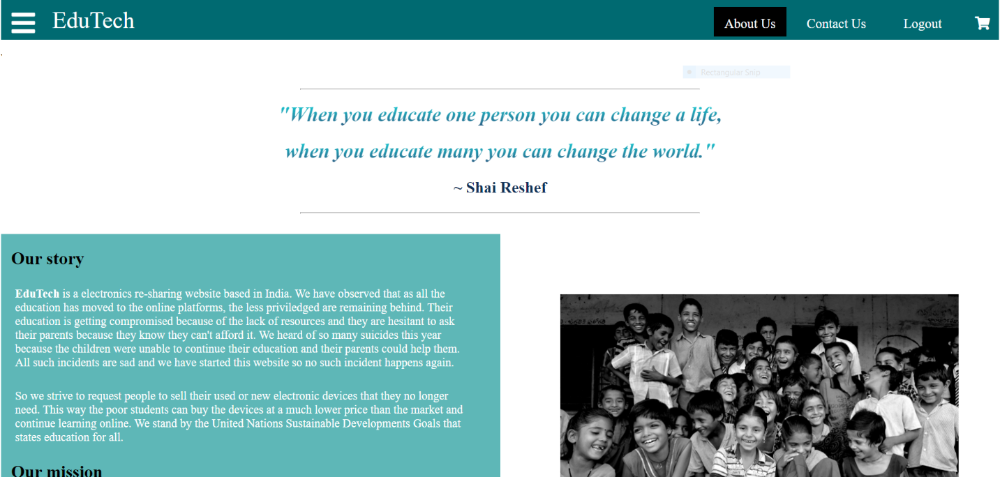 EduTech
About Us
Contact Us
Logout
.
Rectangular Snip
"When you educate one person you can change a life,
when you educate many you can change the world."
~ Shai Reshef
Our story
EduTech is a electronics re-sharing website based in India. We have observed that as all the
education has moved to the online platforms, the less priviledged are remaining behind. Their
education is getting compromised because of the lack of resources and they are hesitant to ask
their parents because they know they can't afford it. We heard of so many suicides this year
because the children were unable to continue their education and their parents could help them.
All such incidents are sad and we have started this website so no such incident happens again.
So we strive to request people to sell their used or new electronic devices that they no longer
need. This way the poor students can buy the devices at a much lower price than the market and
continue learning online. We stand by the United Nations Sustainable Developments Goals that
states education for all.
Our mission